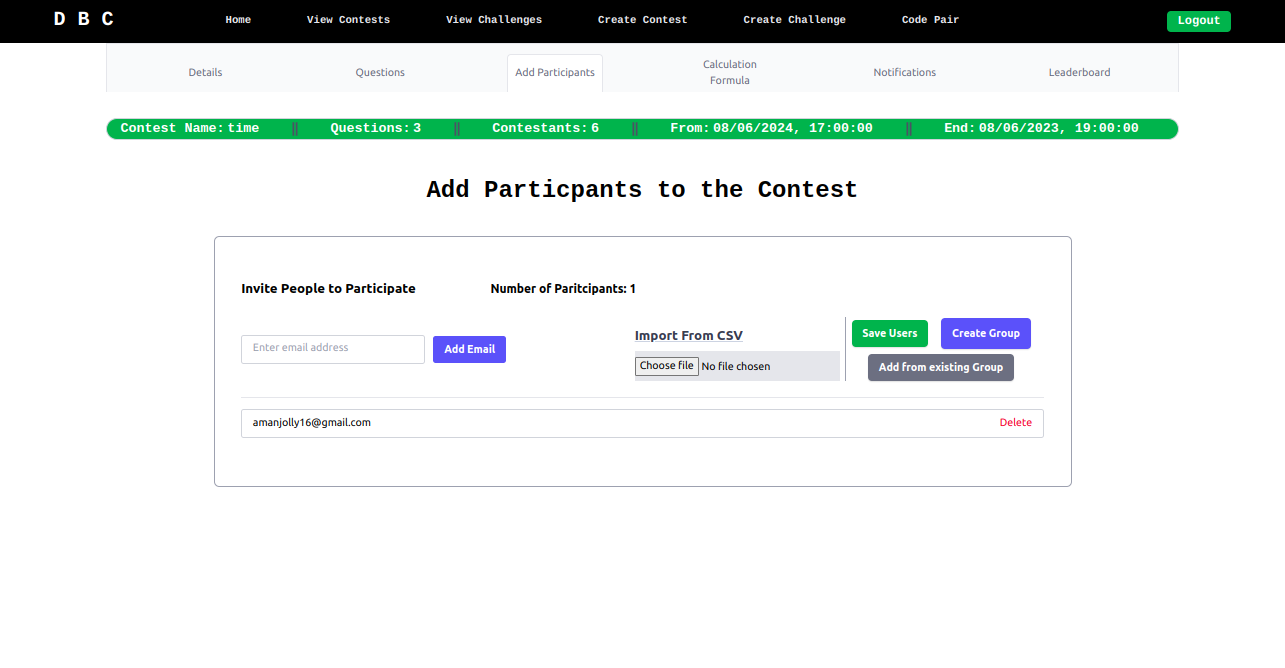 D B C Home View Contests View Challenges Create Contest Create Challenge Code Pair Logout
Details Questions Add Participants Calculation Formula Notifications Leaderboard
Contest Name: time || Questions: 3 || Contestants: 6 || From: 08/06/2024, 17:00:00 || End: 08/06/2023, 19:00:00
Add Particpants to the Contest
Invite People to Participate Number of Paritcipants: 1
Enter email address Add Email
Import From CSV
Choose file No file chosen
Save Users Create Group
Add from existing Group
amanjolly16@gmail.com Delete